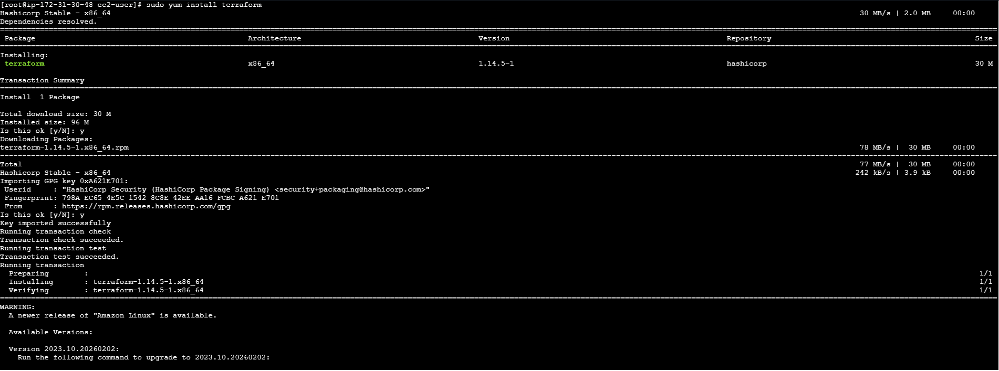 [root@ip-172-31-30-48 ec2-user]# sudo yum install terraform
Hashicorp Stable - x86_64 30 MB/s | 2.0 MB 00:00
Dependencies resolved.
Package Architecture Version Repository Size
Installing:
terraform x86_64 1.14.5-1 hashicorp 30 M
Transaction Summary
Install 1 Package
Total download size: 30 M
Installed size: 96 M
Is this ok [y/N]: y
Downloading Packages:
terraform-1.14.5-1.x86_64.rpm 78 MB/s | 30 MB 00:00
Total 77 MB/s | 30 MB 00:00
Hashicorp Stable - x86_64 242 kB/s | 3.9 kB 00:00
Importing GPG key 0xA621E701:
Userid : "HashiCorp Security (HashiCorp Package Signing) <security+packaging@hashicorp.com>"
Fingerprint: 798A EC65 4E5C 1542 8C8E 42EE AA16 FCBC A621 E701
From : https://rpm.releases.hashicorp.com/gpg
Is this ok [y/N]: y
Key imported successfully
Running transaction check
Transaction check succeeded.
Running transaction test
Transaction test succeeded.
Running transaction
Preparing : 1/1
Installing : terraform-1.14.5-1.x86_64 1/1
Verifying : terraform-1.14.5-1.x86_64 1/1
WARNING:
A newer release of "Amazon Linux" is available.
Available Versions:
Version 2023.10.20260202:
Run the following command to upgrade to 2023.10.20260202: